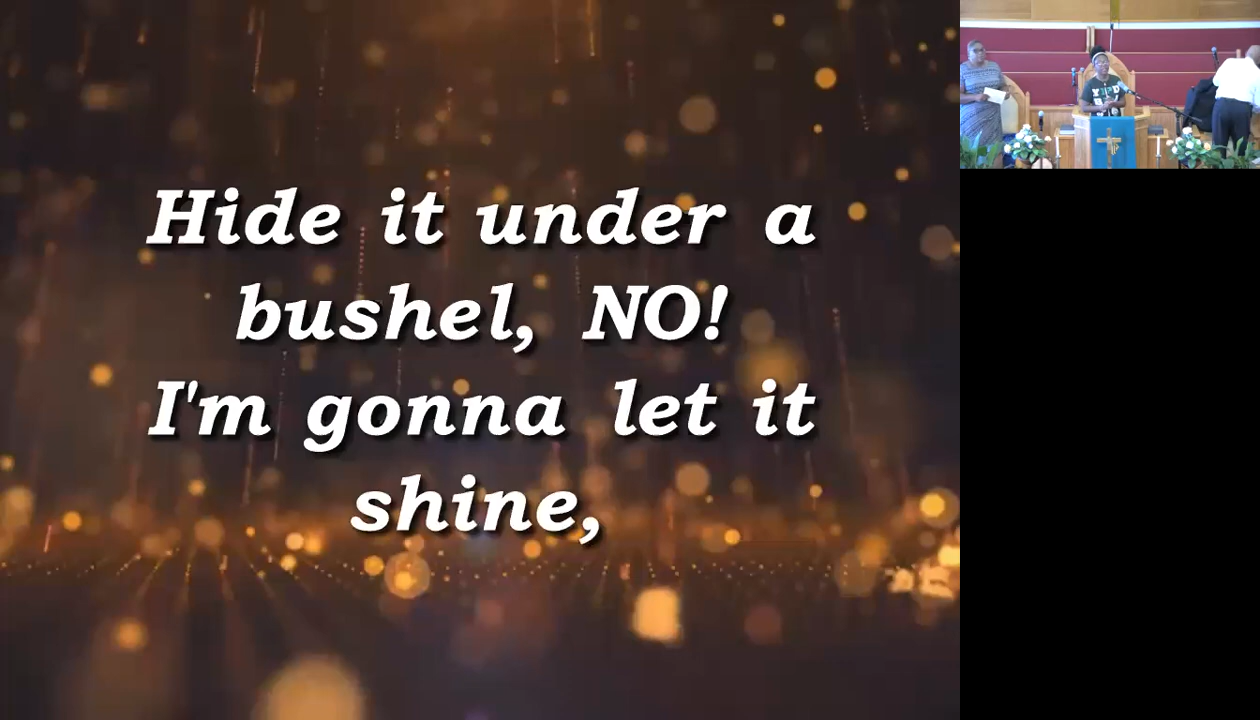 Hide it under a
bushel, NO!
I'm gonna let it
shine,